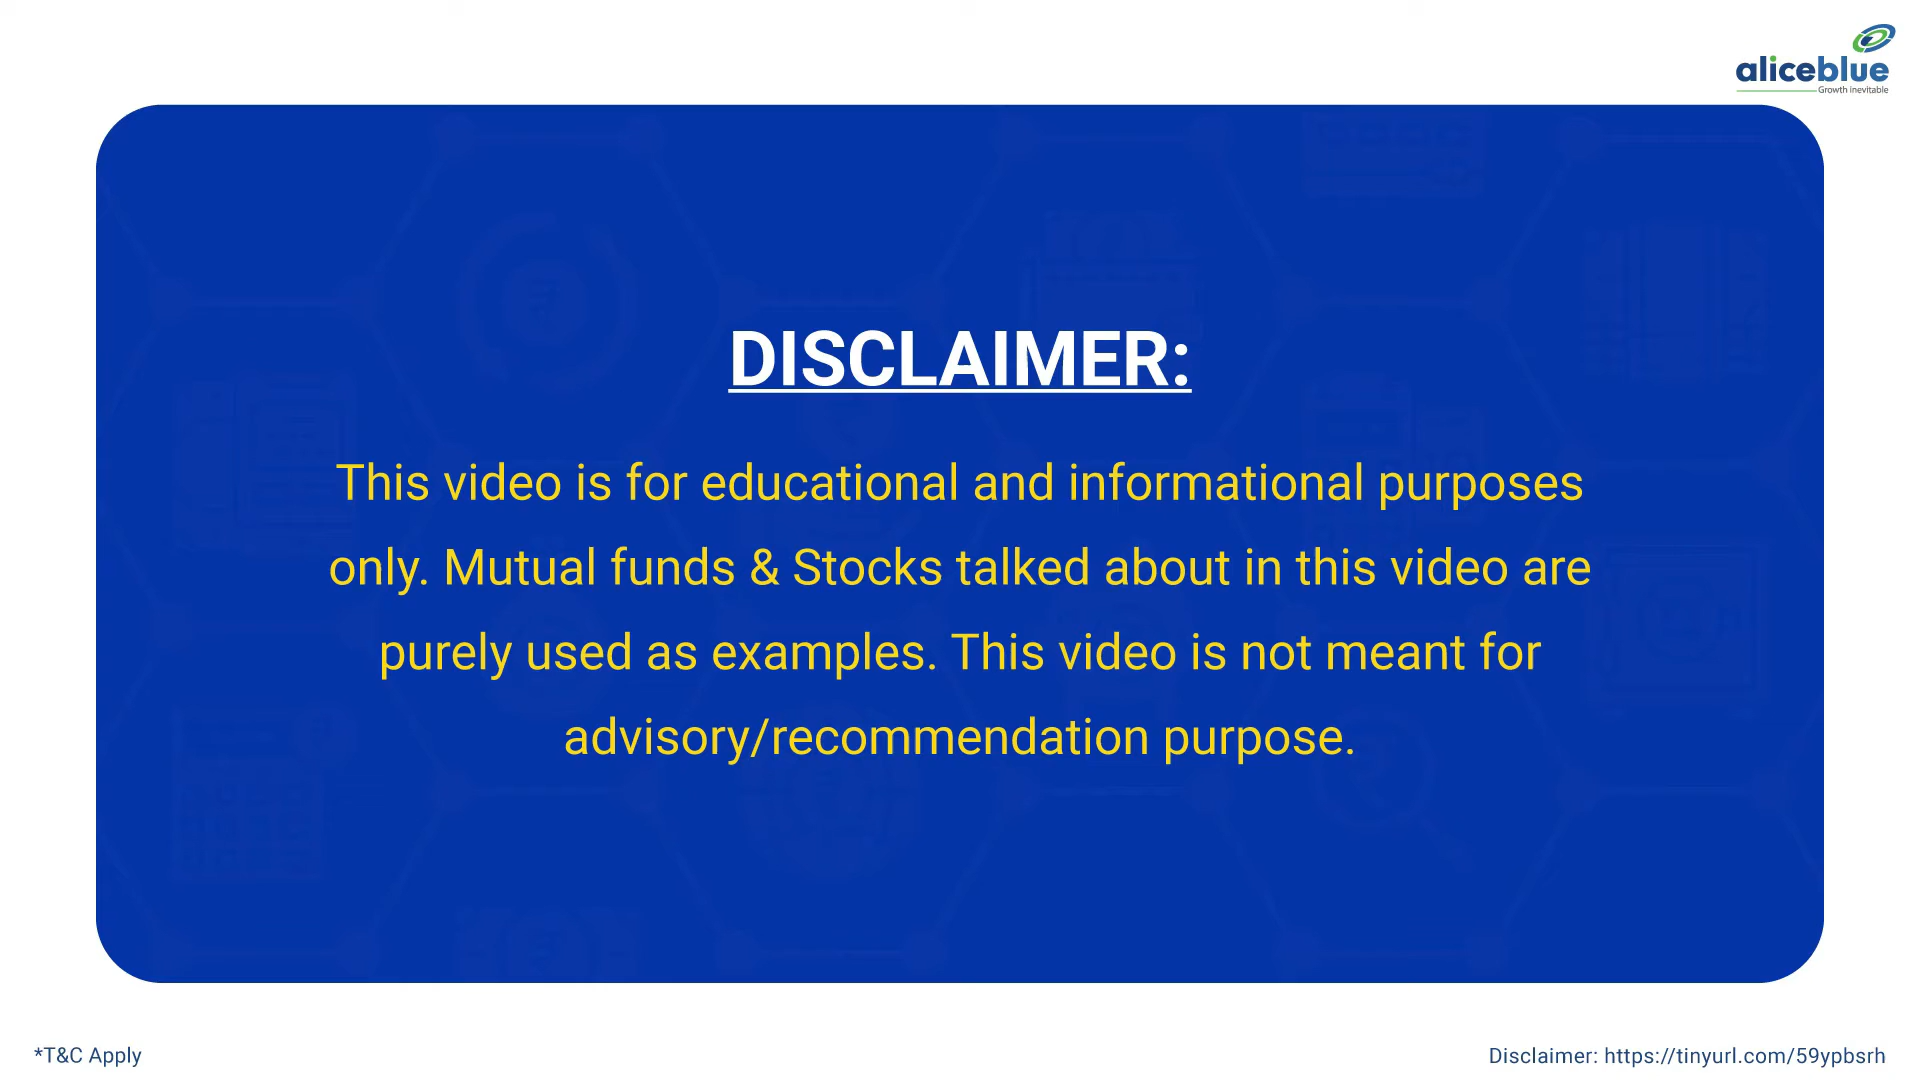 aliceblue
Growth inevitable
DISCLAIMER:
This video is for educational and informational purposes
only. Mutual funds & Stocks talked about in this video are
purely used as examples. This video is not meant for
advisory/recommendation purpose.
*T&C Apply
Disclaimer: https://tinyurl.com/59ypbsrh